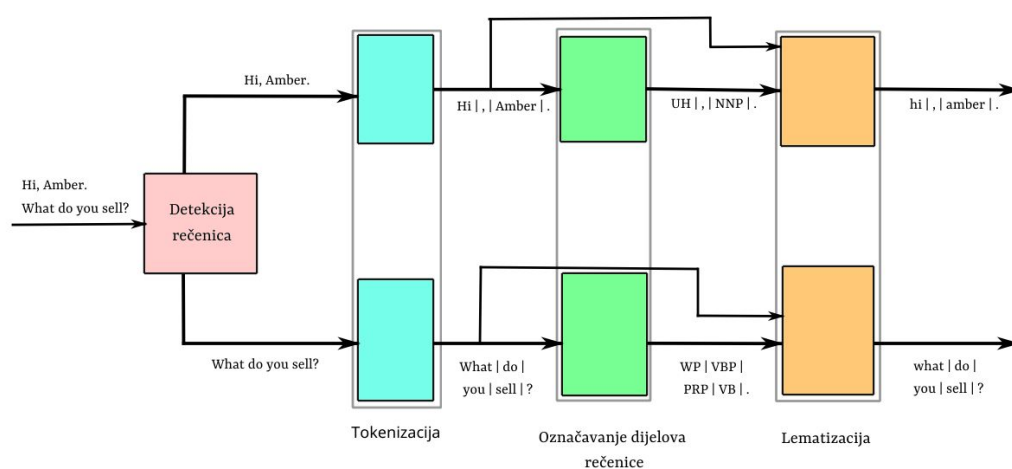 Hi, Amber.
What do you sell?
Detekcija
rečenica
Hi, Amber.
Hi | , | Amber | .
UH | , | NNP | .
hi | , | amber | .
What do you sell?
What | do |
you | sell | ?
WP | VBP |
PRP | VB | .
what | do |
you | sell | ?
Tokenizacija
Označavanje dijelova
rečenice
Lematizacija